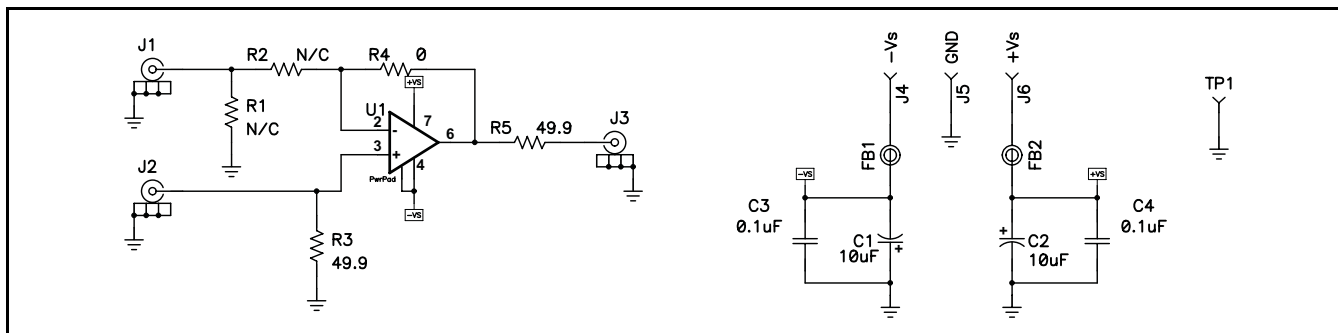 J1
R2
N/C
R4
0
+VS
R1
N/C
U1
2
-
7
6
3
+
4
PwrPad
-VS
R5
49.9
J3
J2
R3
49.9
-Vs
J4
GND
J5
+Vs
J6
TP1
FB1
FB2
-VS
+VS
C3
0.1uF
C1
10uF
+
+
C2
10uF
C4
0.1uF